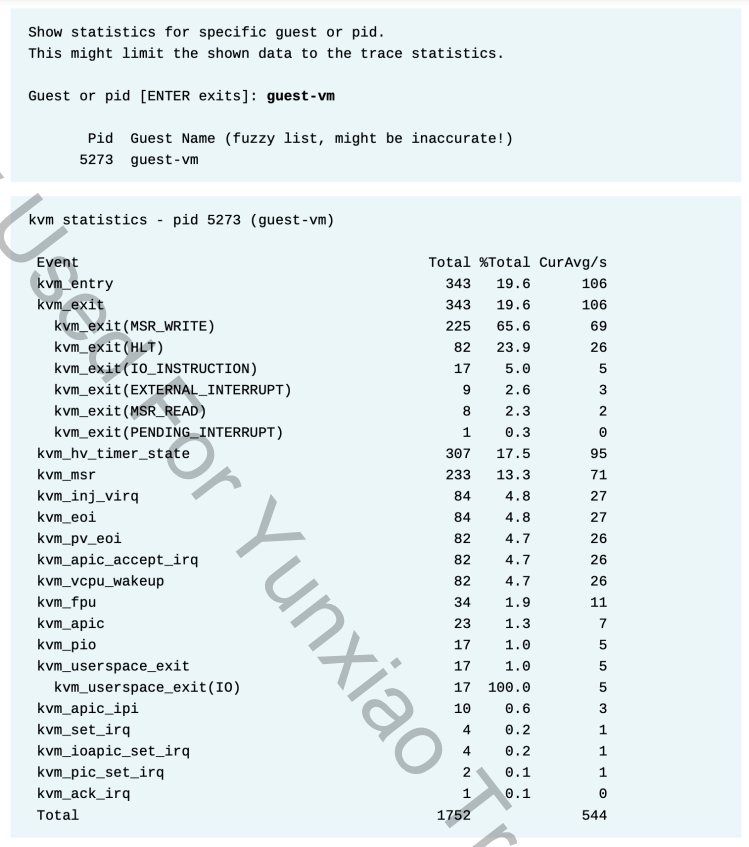 Show statistics for specific guest or pid.
This might limit the shown data to the trace statistics.
Guest or pid [ENTER exits]: guest-vm
Pid Guest Name (fuzzy list, might be inaccurate!)
5273 guest-vm
kvm statistics - pid 5273 (guest-vm)
Event Total %Total CurAvg/s
kvm_entry 343 19.6 106
kvm_exit 343 19.6 106
kvm_exit(MSR_WRITE) 225 65.6 69
kvm_exit(HLT) 82 23.9 26
kvm_exit(IO_INSTRUCTION) 17 5.0 5
kvm_exit(EXTERNAL_INTERRUPT) 9 2.6 3
kvm_exit(MSR_READ) 8 2.3 2
kvm_exit(PENDING_INTERRUPT) 1 0.3 0
kvm_hv_timer_state 307 17.5 95
kvm_msr 233 13.3 71
kvm_inj_virq 84 4.8 27
kvm_eoi 84 4.8 27
kvm_pv_eoi 82 4.7 26
kvm_apic_accept_irq 82 4.7 26
kvm_vcpu_wakeup 82 4.7 26
kvm_fpu 34 1.9 11
kvm_apic 23 1.3 7
kvm_pio 17 1.0 5
kvm_userspace_exit 17 1.0 5
kvm_userspace_exit(IO) 17 100.0 5
kvm_apic_ipi 10 0.6 3
kvm_set_irq 4 0.2 1
kvm_ioapic_set_irq 4 0.2 1
kvm_pic_set_irq 2 0.1 1
kvm_ack_irq 1 0.1 0
Total 1752 544
Used For Yunxiao Tr